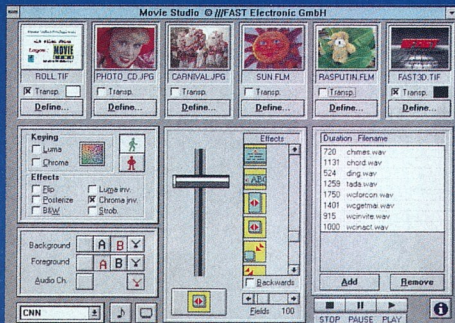 Movie Studio © ///FAST Electronic GmbH
MOVIE
LINE
ROLL.TIF
PHOTO_CD.JPG
CARNIVAL.JPG
SUN.FLM
RASPUTIN.FLM
FAST3D.TIF
Transp.
Transp.
Transp.
Transp.
Transp.
Transp.
Define...
Define...
Define...
Define...
Define...
Define...
Keying
Luma
Chroma
Effects
Flip
Luma inv.
Posterize
Chroma inv.
B&W
Strob.
Background
A B
Foreground
A B
Audio Ch.
CNN
Effects
ABC
Backwards
Fields 100
Duration Filename
720 chimes.wav
1131 chord.wav
524 ding.wav
1259 tada.wav
1750 wcforcon.wav
1401 wcgetmai.wav
915 wcinvite.wav
1000 wcinact.wav
Add
Remove
STOP PAUSE PLAY